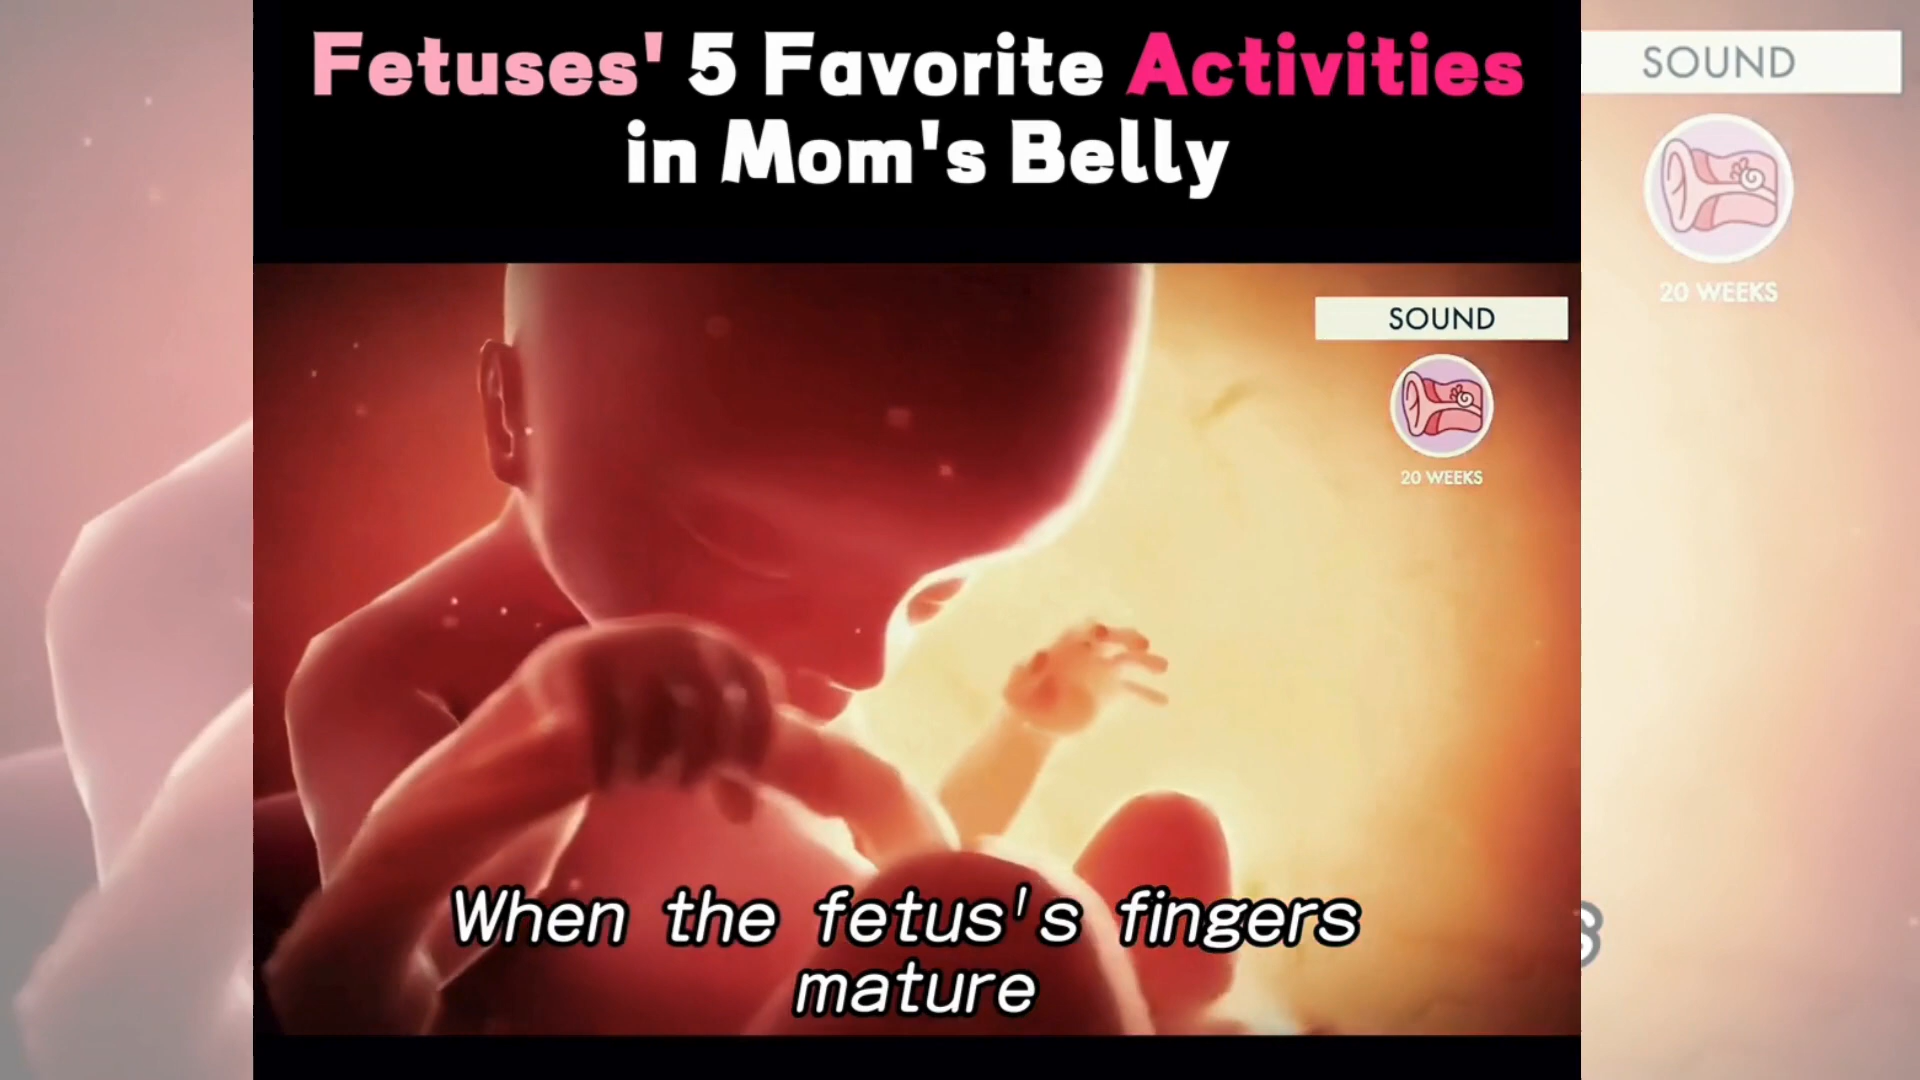 Fetuses' 5 Favorite Activities
in Mom's Belly
SOUND
20 WEEKS
SOUND
20 WEEKS
When the fetus's fingers
mature